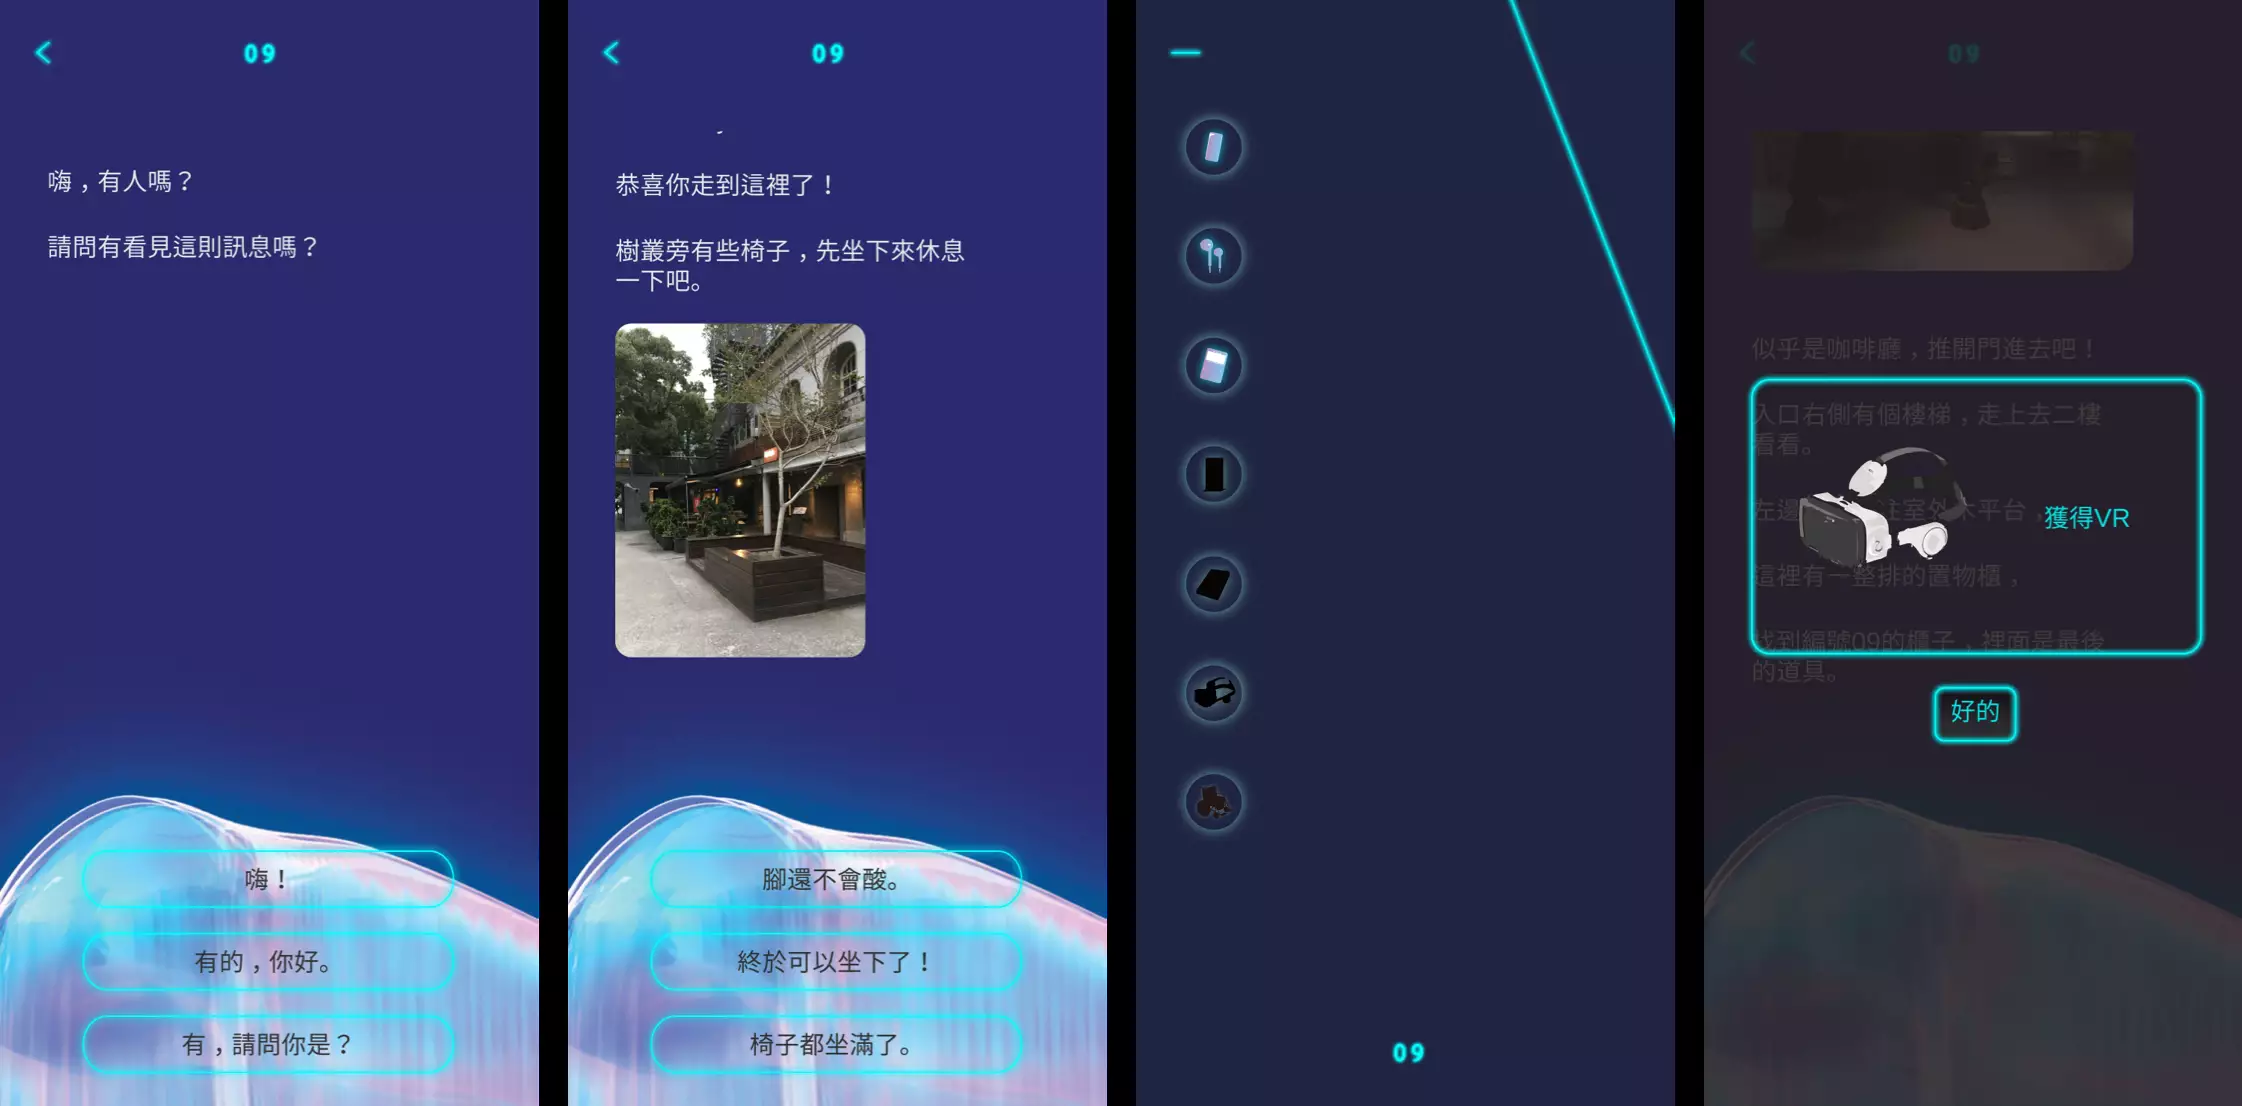 09
嗨，有人嗎？
請問有看見這則訊息嗎？
嗨！
有的，你好。
有，請問你是？
09
恭喜你走到這裡了！
樹叢旁有些椅子，先坐下來休息
一下吧。
腳還不會酸。
終於可以坐下了！
椅子都坐滿了。
09
09
似乎是咖啡廳，推開門進去吧！
入口右側有個樓梯，走上去二樓
看看。
左邊
往室外木平台，
獲得VR
這裡有一整排的置物櫃，
找到編號09的櫃子，裡面是最後
的道具。
好的